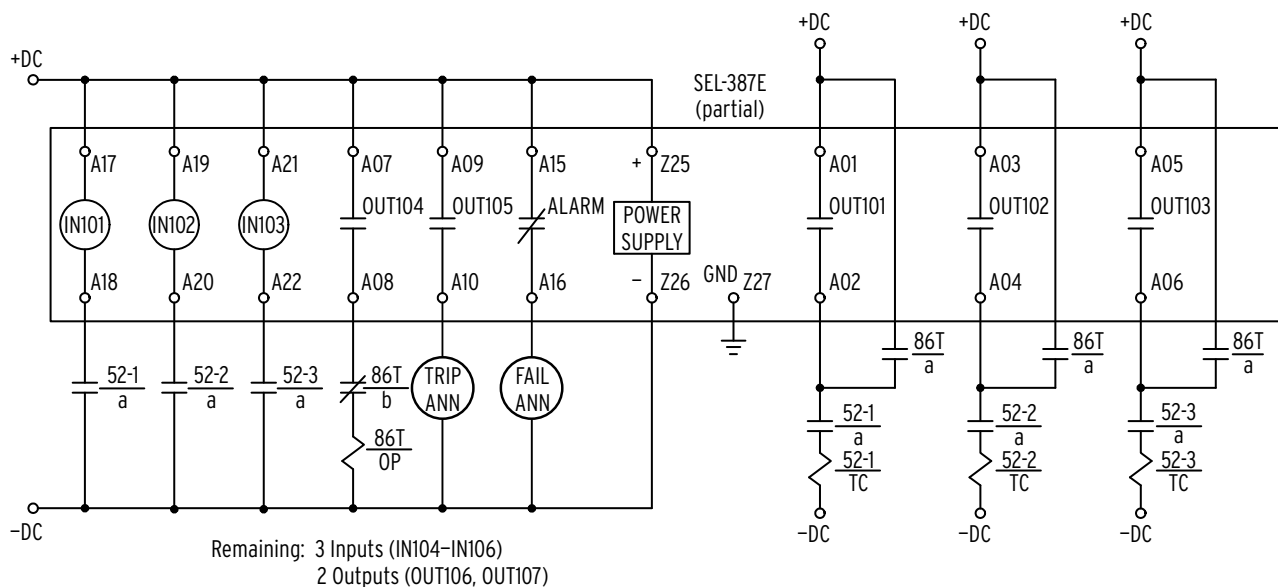 +DC
+DC
+DC
+DC
SEL-387E
(partial)
A17
A19
A21
A07
A09
A15
+
Z25
A01
A03
A05
IN101
IN102
IN103
OUT104
OUT105
ALARM
POWER
SUPPLY
OUT101
OUT102
OUT103
A18
A20
A22
A08
A10
A16
–
Z26
GND
Z27
A02
A04
A06
52-1
a
52-2
a
52-3
a
86T
b
TRIP
ANN
FAIL
ANN
86T
a
86T
a
86T
a
86T
OP
52-1
a
52-2
a
52-3
a
52-1
TC
52-2
TC
52-3
TC
–DC
–DC
–DC
–DC
Remaining: 3 Inputs (IN104–IN106)
2 Outputs (OUT106, OUT107)